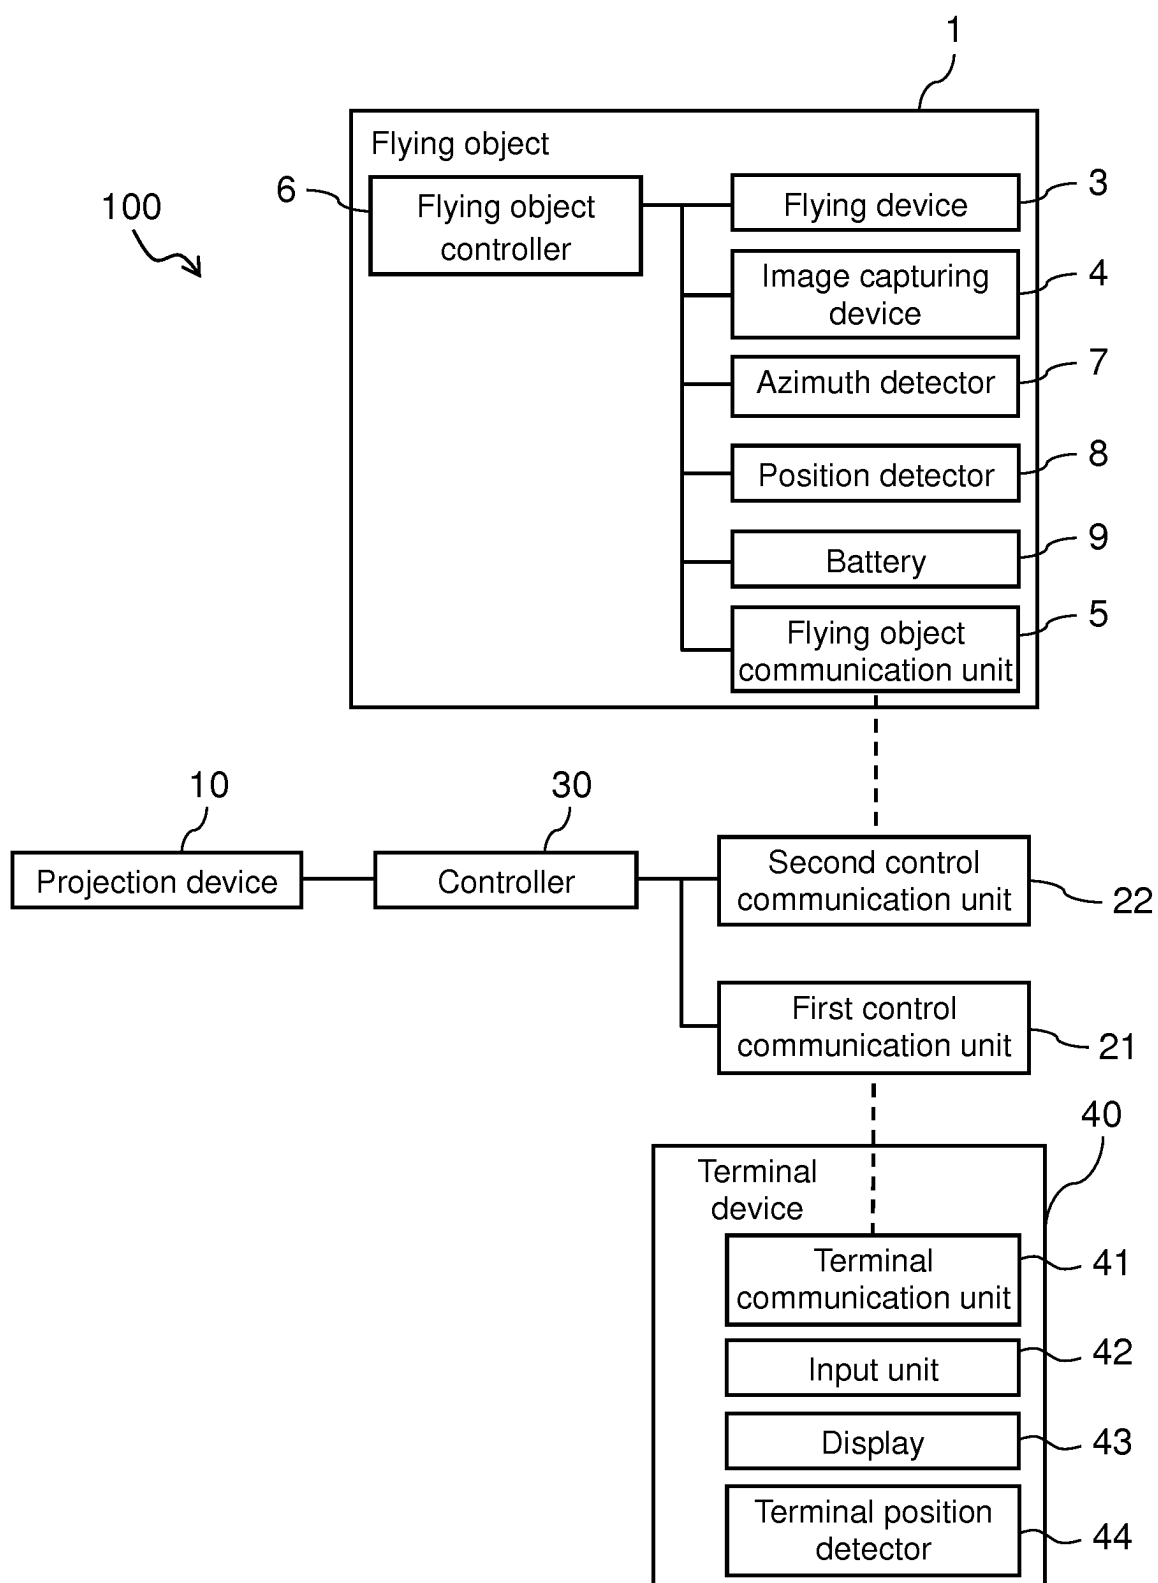 1
Flying object
100
6
Flying object
controller
Flying device
3
Image capturing
device
4
Azimuth detector
7
Position detector
8
Battery
9
Flying object
communication unit
5
10
Projection device
30
Controller
Second control
communication unit
22
First control
communication unit
21
40
Terminal
device
Terminal
communication unit
41
Input unit
42
Display
43
Terminal position
detector
44